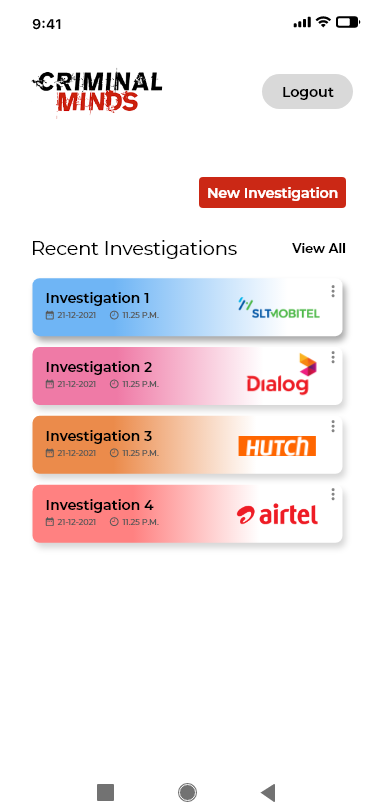 9:41
CRIMINAL
MINDS
Logout
New Investigation
Recent Investigations
View All
Investigation 1
21-12-2021 11.25 P.M.
SLTMOBITEL
Investigation 2
21-12-2021 11.25 P.M.
Dialog
Investigation 3
21-12-2021 11.25 P.M.
HUTCH
Investigation 4
21-12-2021 11.25 P.M.
airtel